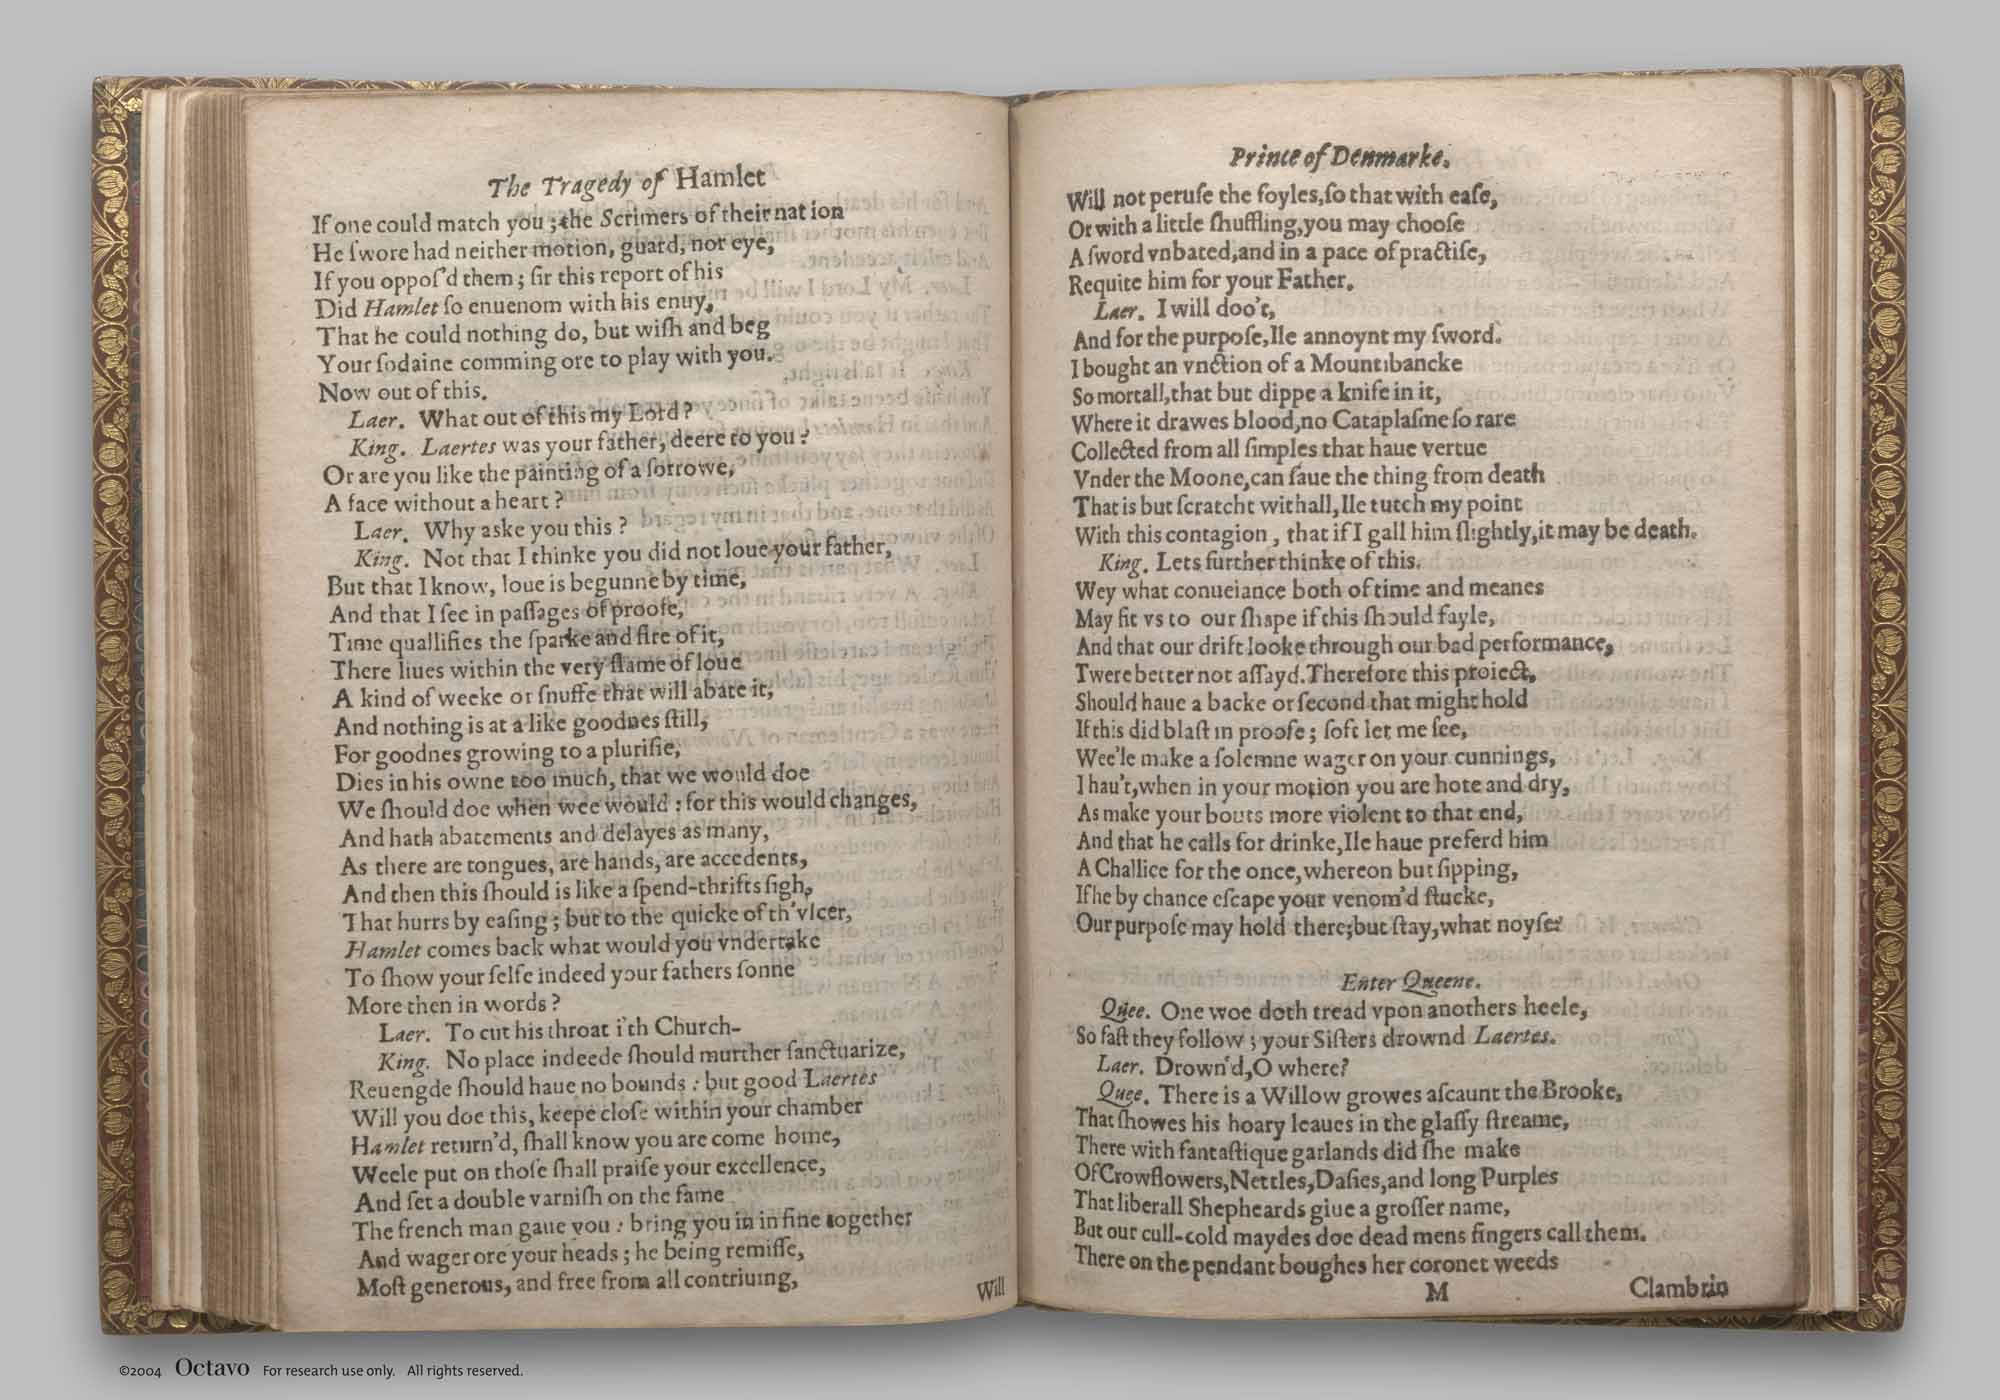 The Tragedy of Hamlet
If one could match you ; the Scrimers of their nat ion
He ſwore had neither motion, guard, nor eye,
If you oppoſ'd them ; ſir this report of his
Did Hamlet ſo enuenom with his enuy,
That he could nothing do, but wiſh and beg
Your ſodaine comming ore to play with you.
Now out of this.
Laer. What out of this my Lord ?
King. Laertes was your father, deere to you ?
Or are you like the painting of a ſorrowe,
A face without a heart ?
Laer. Why aske you this ?
King. Not that I thinke you did not loue your father,
But that I know, loue is begunne by time,
And that I ſee in paſſages of proofe,
Time quallifies the ſparke and fire of it,
There liues within the very flame of loue
A kind of weeke or ſnuffe that will abate it,
And nothing is at a like goodnes ſtill,
For goodnes growing to a pluriſie,
Dies in his owne too much, that we would doe
We ſhould doe when wee would : for this would changes,
And hath abatements and delayes as many,
As there are tongues, are hands, are accedents,
And then this ſhould is like a ſpend-thrifts ſigh,
That hurrs by eaſing ; but to the quicke of th'vlcer,
Hamlet comes back what would you vndertake
To ſhow your ſelfe indeed your fathers ſonne
More then in words ?
Laer. To cut his throat i'th Church-
King. No place indeede ſhould murther ſanctuarize,
Reuengde ſhould haue no bounds : but good Laertes
Will you doe this, keepe cloſe within your chamber
Hamlet return'd, ſhall know you are come home,
Weele put on thoſe ſhall praiſe your excellence,
And ſet a double varniſh on the fame
The french man gaue you : bring you in in fine together
And wager ore your heads ; he being remiſſe,
Moſt generous, and free from all contriuing,
Will
Prince of Denmarke.
Will not peruſe the foyles,ſo that with eaſe,
Or with a little ſhuffling,you may chooſe
A ſword vnbated,and in a pace of practiſe,
Requite him for your Father.
Laer. I will doo't,
And for the purpoſe,Ile annoynt my ſword.
I bought an vnction of a Mountibancke
So mortall,that but dippe a knife in it,
Where it drawes blood,no Cataplaſme ſo rare
Collected from all ſimples that haue vertue
Vnder the Moone,can ſaue the thing from death
That is but ſcratcht withall,Ile tutch my point
With this contagion , that if I gall him ſlightly,it may be death.
King. Lets further thinke of this.
Wey what conueiance both of time and meanes
May fit vs to our ſhape if this ſhould fayle,
And that our drift looke through our bad performance,
Twere better not aſſayd.Therefore this proiect,
Should haue a backe or ſecond that might hold
If this did blaſt in proofe ; ſoft let me ſee,
Wee'le make a ſolemne wager on your cunnings,
I hau't,when in your motion you are hote and dry,
As make your bouts more violent to that end,
And that he calls for drinke,Ile haue preferd him
A Challice for the once,whereon but ſipping,
If he by chance eſcape your venom'd ſtucke,
Our purpoſe may hold there;but ſtay,what noyſe?
Enter Queene.
Quee. One woe doth tread vpon anothers heele,
So faſt they follow ; your Siſters drownd Laertes.
Laer. Drown'd,O where?
Quee. There is a Willow growes aſcaunt the Brooke,
That ſhowes his hoary leaues in the glaſſy ſtreame,
There with fantaſtique garlands did ſhe make
Of Crowflowers,Nettles,Daſies,and long Purples
That liberall Shepheards giue a groſſer name,
But our cull-cold maydes doe dead mens fingers call them.
There on the pendant boughes her coronet weeds
M
Clambrin
©2004 Octavo For research use only. All rights reserved.